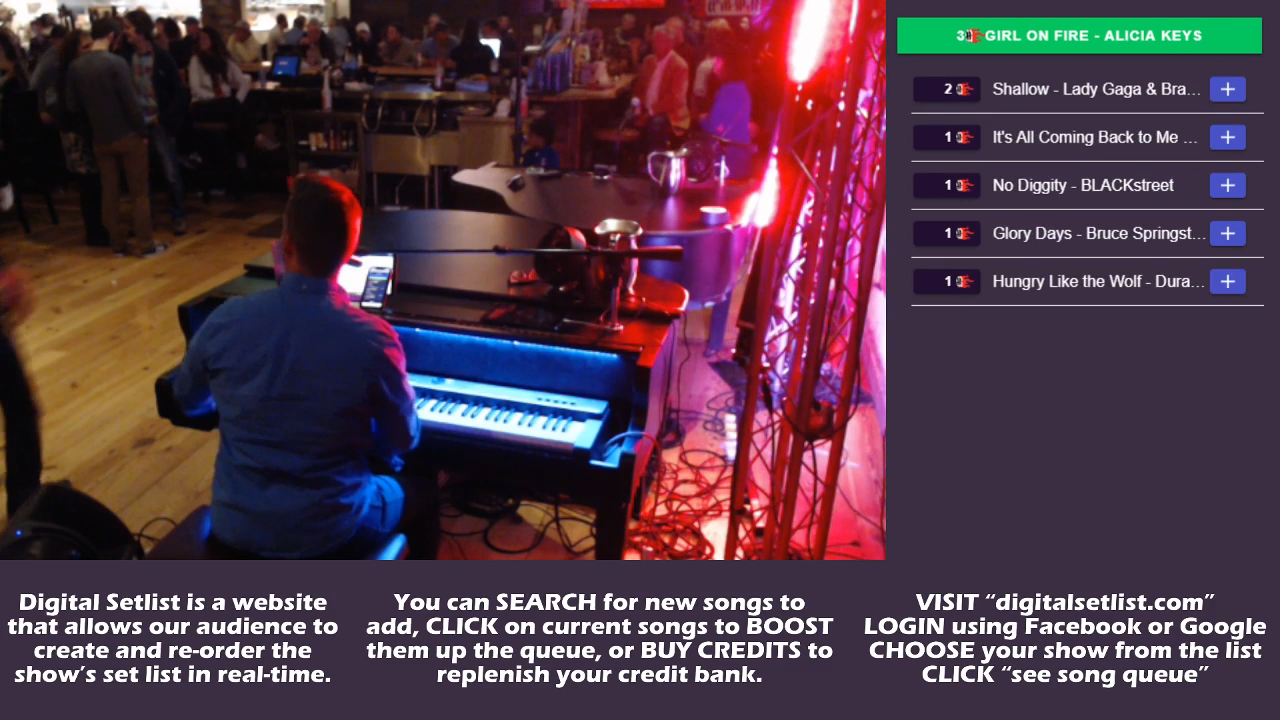 3 GIRL ON FIRE - ALICIA KEYS
2 Shallow - Lady Gaga & Bra...
1 It's All Coming Back to Me ...
1 No Diggity - BLACKstreet
1 Glory Days - Bruce Springst...
1 Hungry Like the Wolf - Dura...
Digital Setlist is a website
that allows our audience to
create and re-order the
show's set list in real-time.
You can SEARCH for new songs to
add, CLICK on current songs to BOOST
them up the queue, or BUY CREDITS to
replenish your credit bank.
VISIT “digitalsetlist.com”
LOGIN using Facebook or Google
CHOOSE your show from the list
CLICK “see song queue”